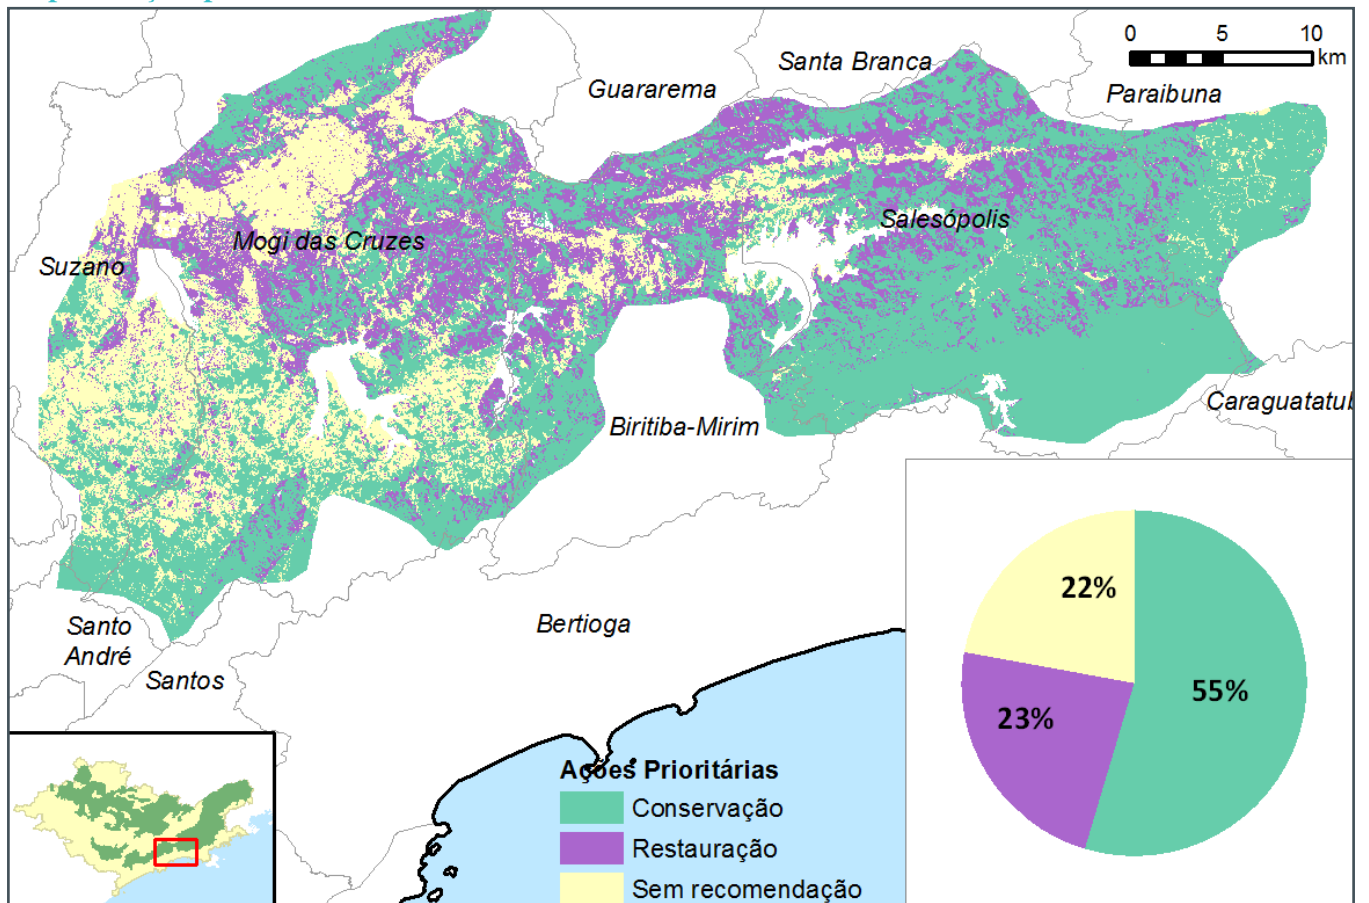 0 5 10
km
Santa Branca
Guararema
Paraibuna
Salesópolis
Mogi das Cruzes
Suzano
Caraguatatub
Biritiba-Mirim
Santo
André
Bertioga
Santos
22%
55%
23%
Ações Prioritárias
Conservação
Restauração
Sem recomendação